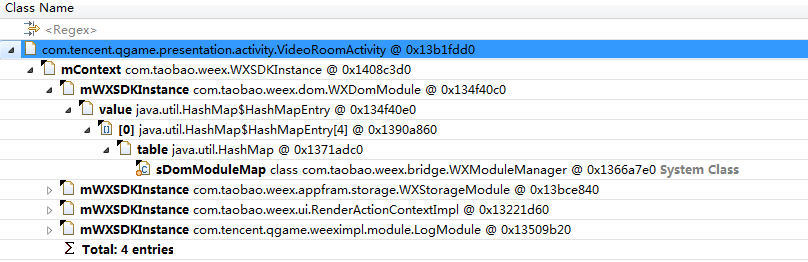 Class Name
<Regex>
com.tencent.qgame.presentation.activity.VideoRoomActivity @ 0x13b1fdd0
mContext com.taobao.weex.WXSDKInstance @ 0x1408c3d0
mWXSDKInstance com.taobao.weex.dom.WXDomModule @ 0x134f40c0
value java.util.HashMap$HashMapEntry @ 0x134f40e0
[0] java.util.HashMap$HashMapEntry[4] @ 0x1390a860
table java.util.HashMap @ 0x1371adc0
sDomModuleMap class com.taobao.weex.bridge.WXModuleManager @ 0x1366a7e0 System Class
mWXSDKInstance com.taobao.weex.appfram.storage.WXStorageModule @ 0x13bce840
mWXSDKInstance com.taobao.weex.ui.RenderActionContextImpl @ 0x13221d60
mWXSDKInstance com.tencent.qgame.weeximpl.module.LogModule @ 0x13509b20
Σ Total: 4 entries